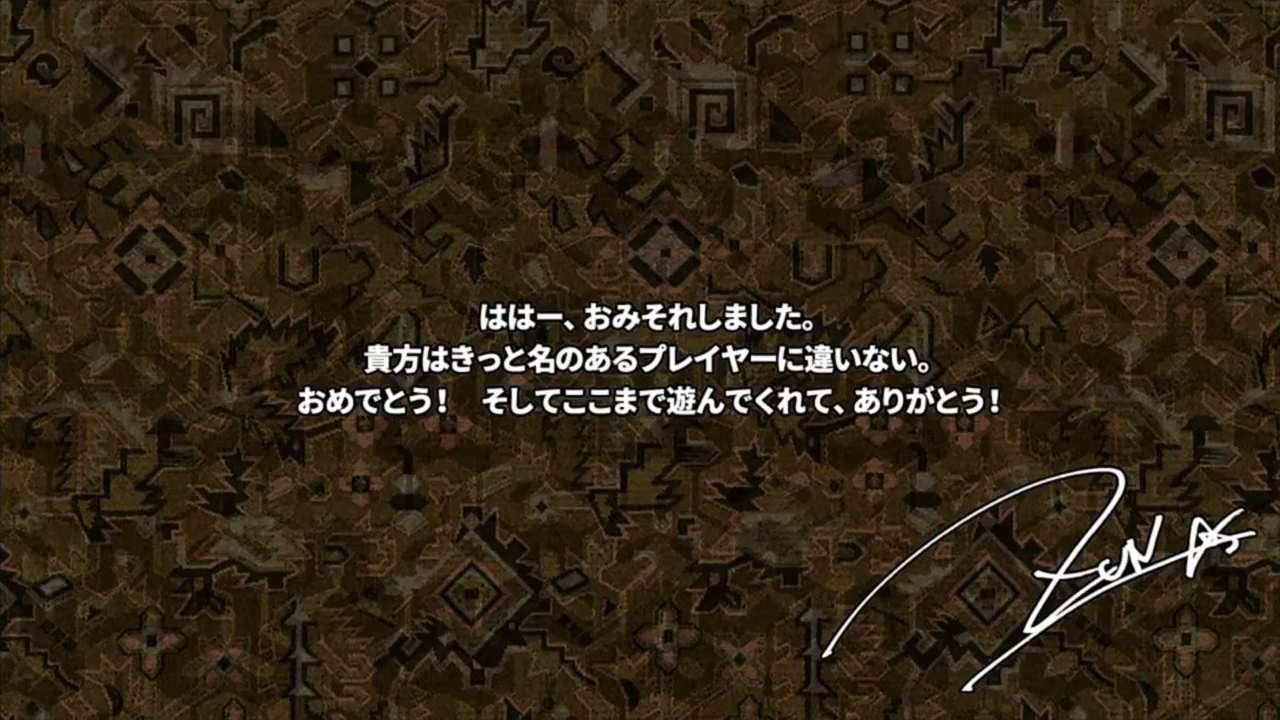 ははー、おみそれしました。
貴方はきっと名のあるプレイヤーに違いない。
おめでとう！　そしてここまで遊んでくれて、ありがとう！